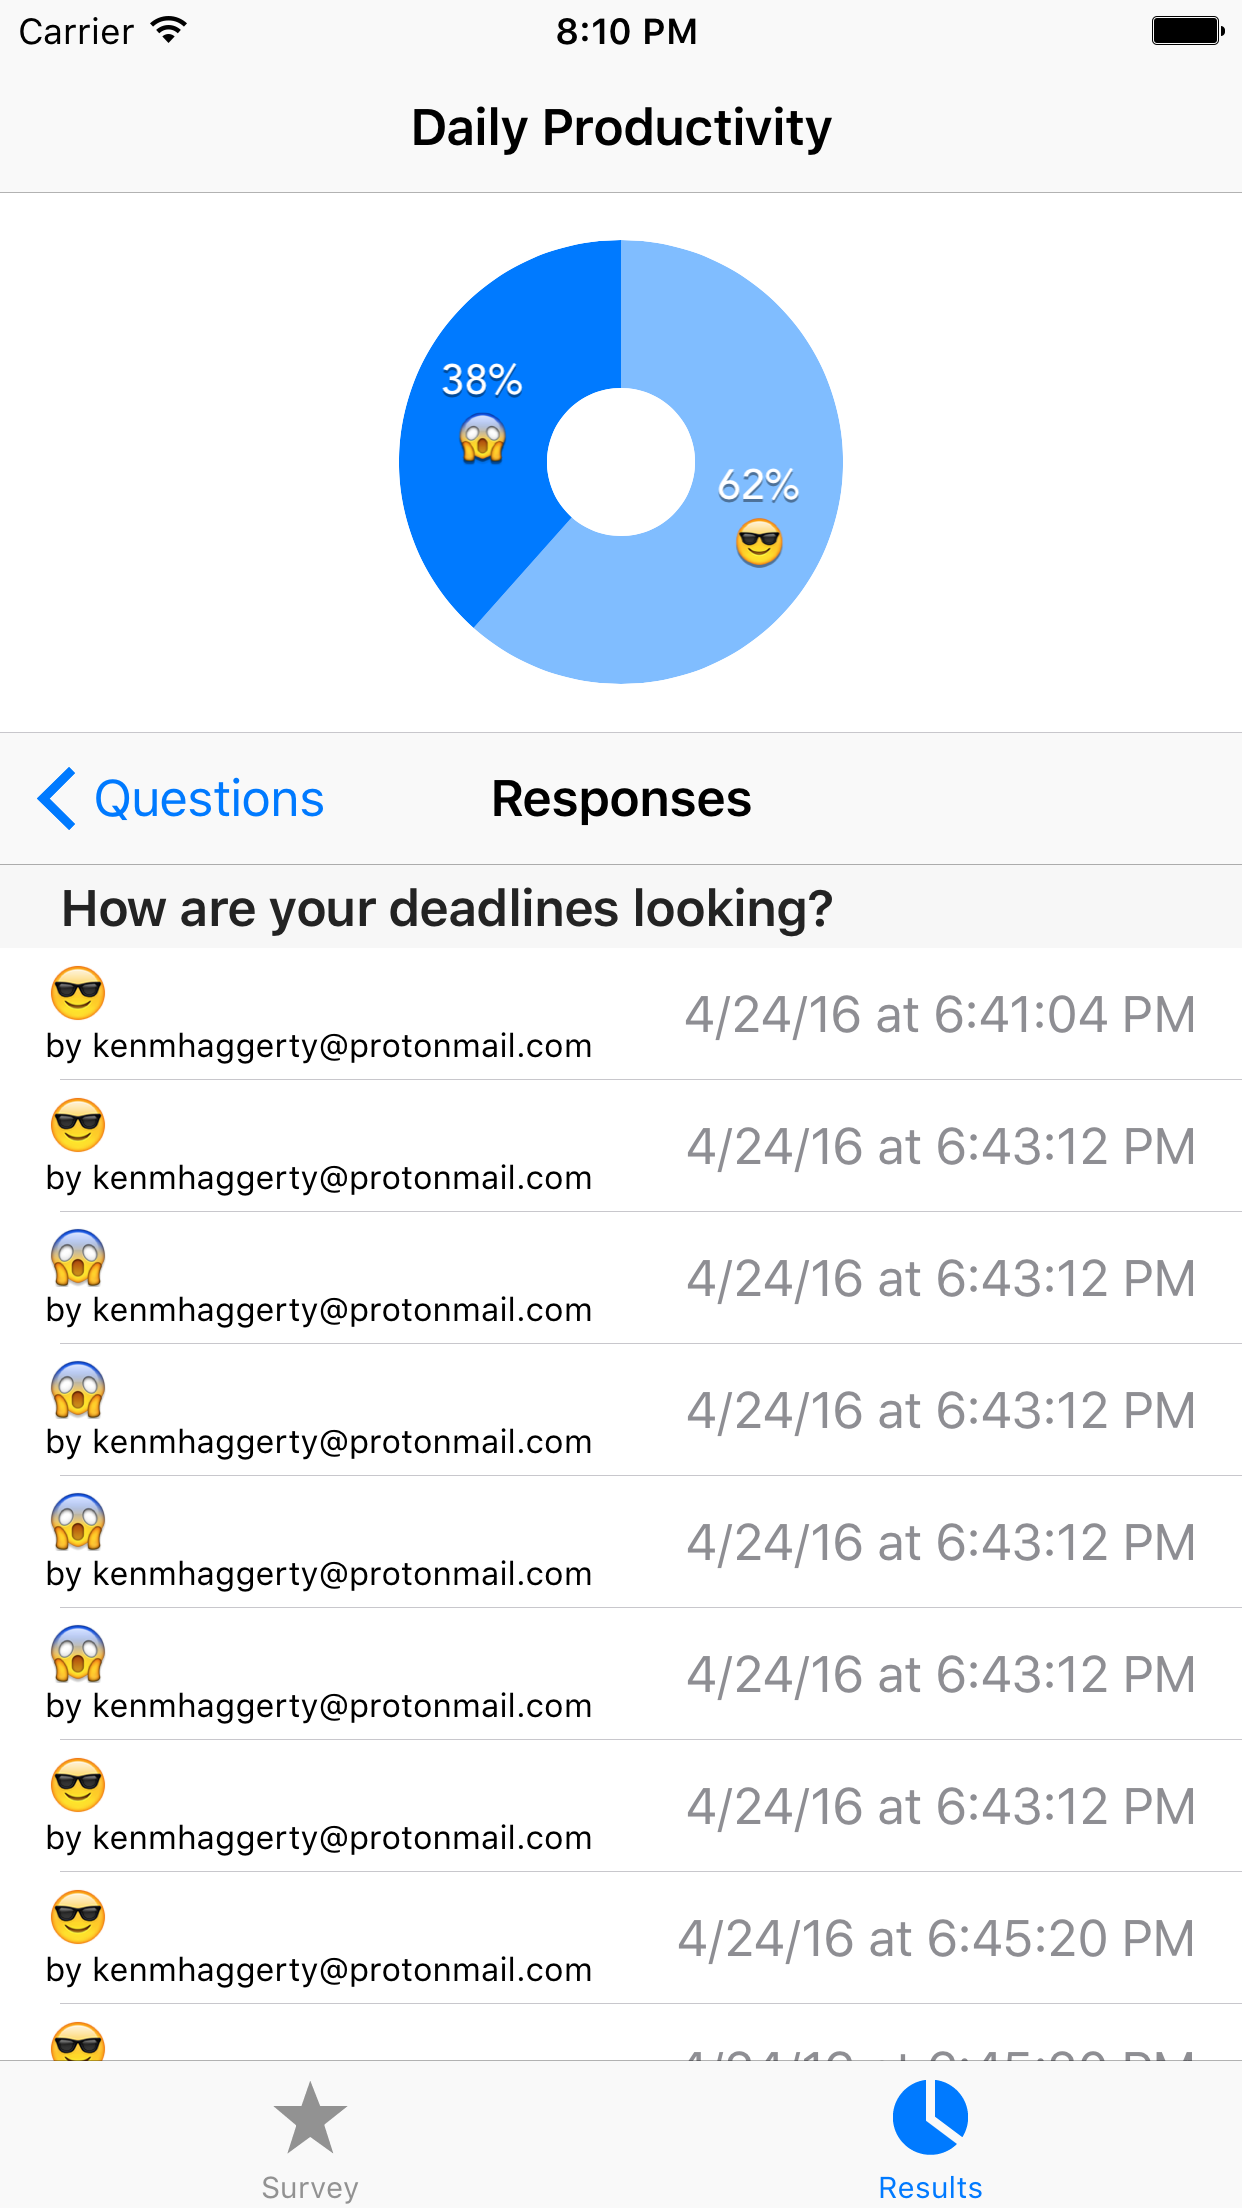 Carrier 8:10 PM
Daily Productivity
38%
62%
Questions Responses
How are your deadlines looking?
4/24/16 at 6:41:04 PM
by kenmhaggerty@protonmail.com
4/24/16 at 6:43:12 PM
by kenmhaggerty@protonmail.com
4/24/16 at 6:43:12 PM
by kenmhaggerty@protonmail.com
4/24/16 at 6:43:12 PM
by kenmhaggerty@protonmail.com
4/24/16 at 6:43:12 PM
by kenmhaggerty@protonmail.com
4/24/16 at 6:43:12 PM
by kenmhaggerty@protonmail.com
4/24/16 at 6:43:12 PM
by kenmhaggerty@protonmail.com
4/24/16 at 6:45:20 PM
by kenmhaggerty@protonmail.com
Survey Results